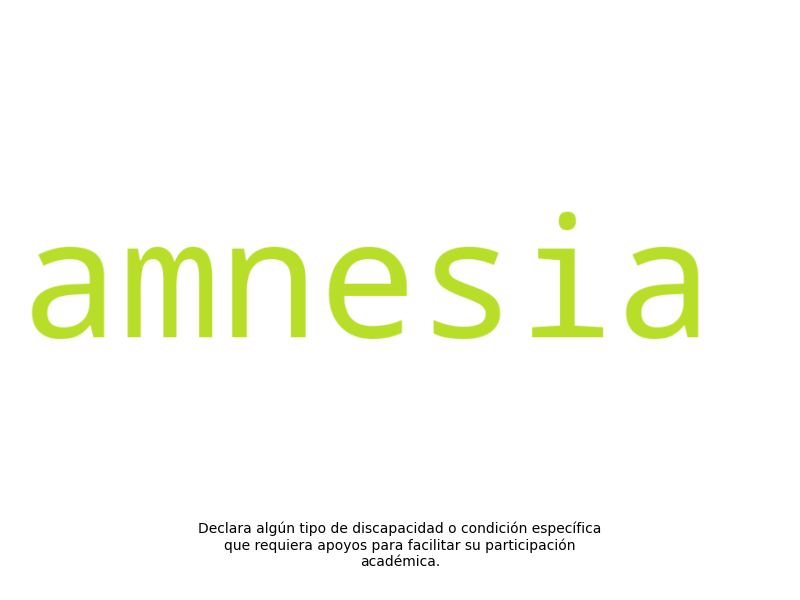 amnesia
Declara algún tipo de discapacidad o condición específica
que requiera apoyos para facilitar su participación
académica.